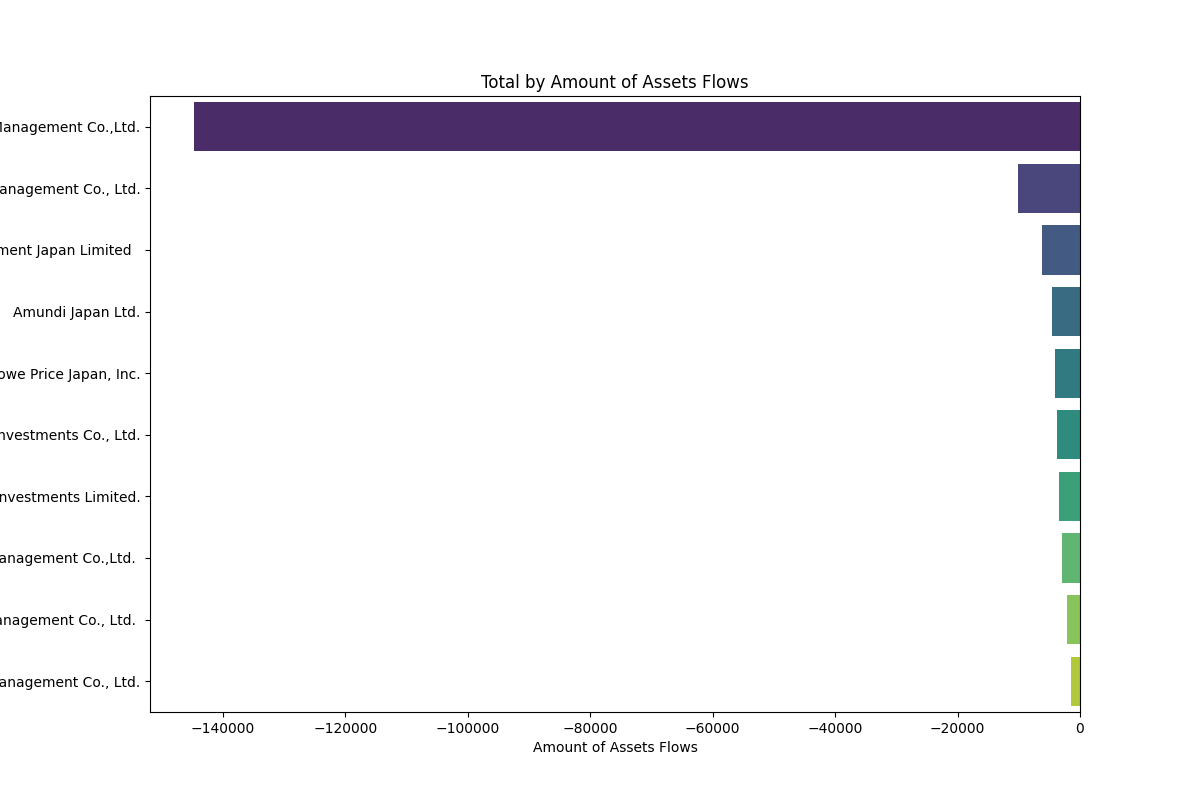 Total by Amount of Assets Flows
Management Co.,Ltd.
anagement Co., Ltd.
ment Japan Limited
Amundi Japan Ltd.
owe Price Japan, Inc.
nvestments Co., Ltd.
nvestments Limited.
anagement Co.,Ltd.
anagement Co., Ltd.
anagement Co., Ltd.
−140000 −120000 −100000 −80000 −60000 −40000 −20000 0
Amount of Assets Flows